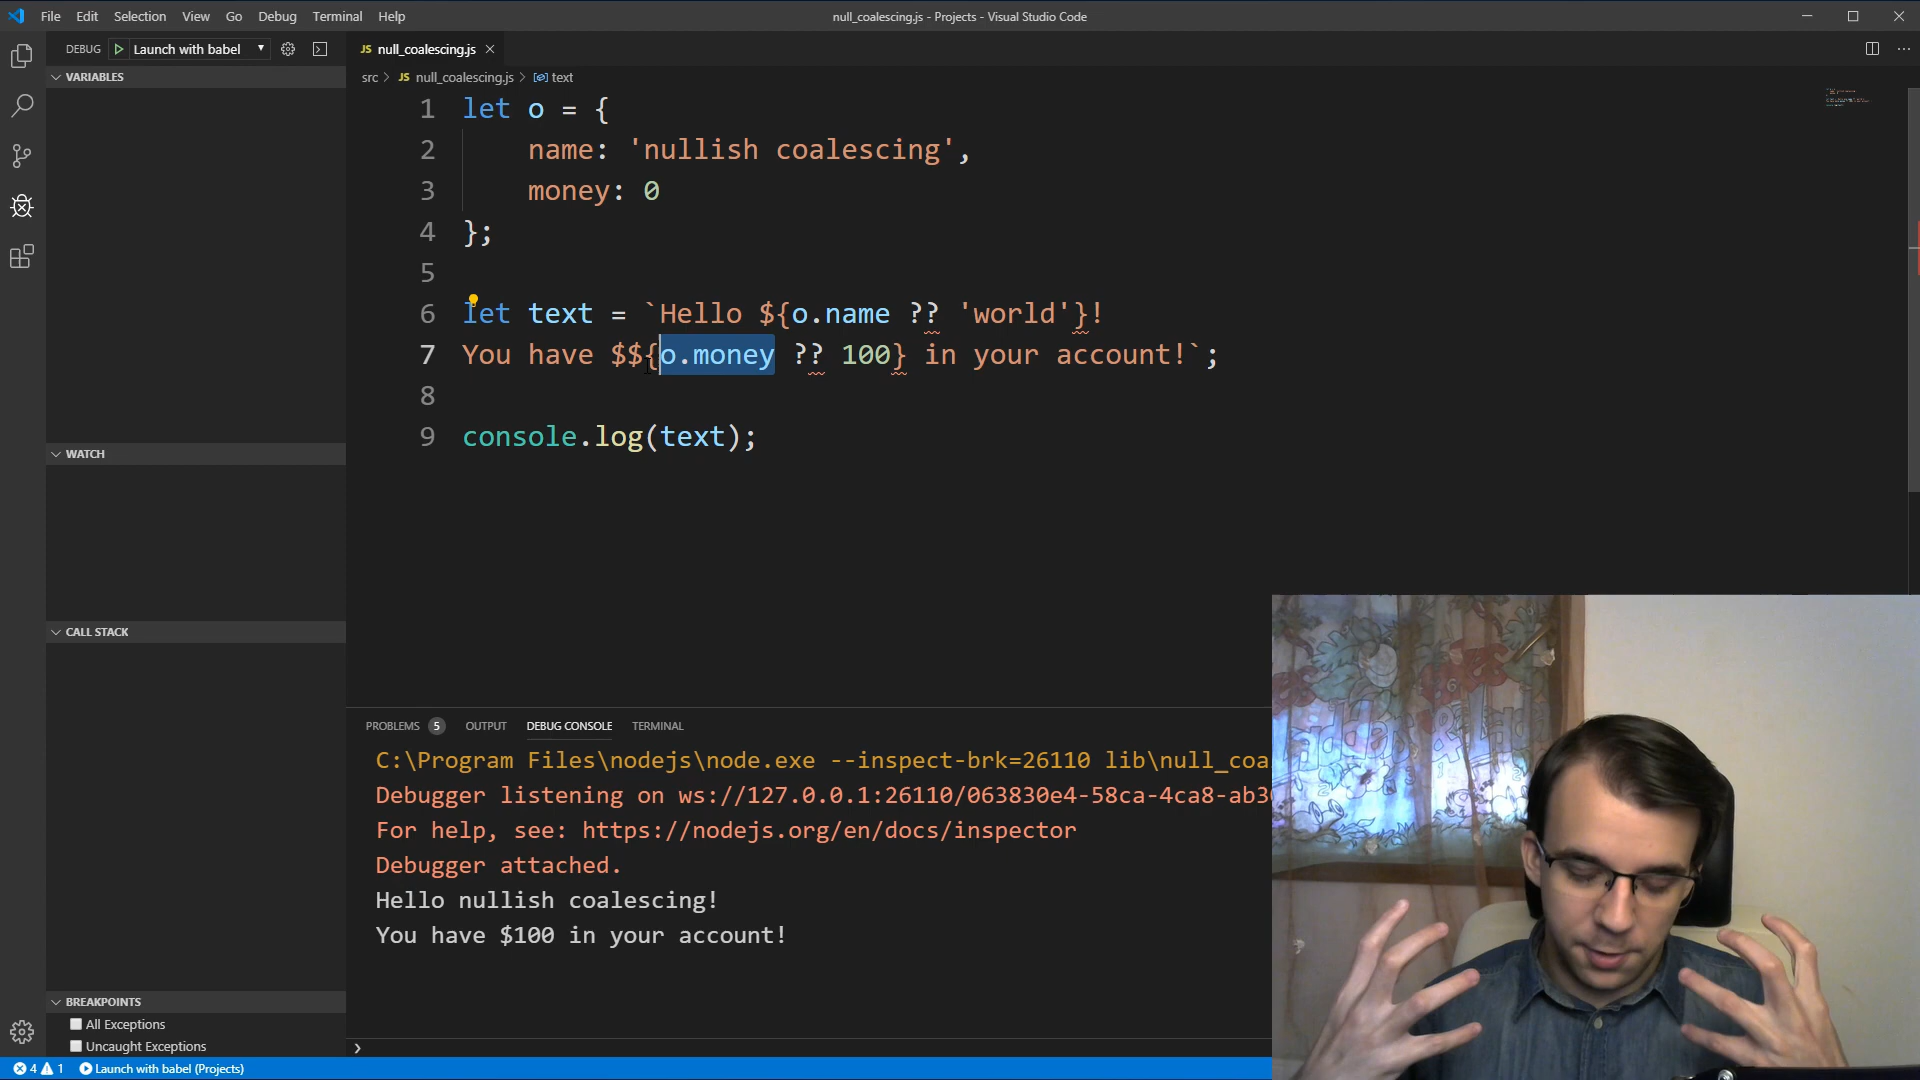 File Edit Selection View Go Debug Terminal Help
null_coalescing.js - Projects - Visual Studio Code
DEBUG Launch with babel
JS null_coalescing.js
VARIABLES
src > JS null_coalescing.js > text
1 let o = {
2 name: 'nullish coalescing',
3 money: 0
4 };
5
6 let text = `Hello ${o.name ?? 'world'}!
7 You have $${o.money ?? 100} in your account!`;
8
9 console.log(text);
WATCH
CALL STACK
PROBLEMS 5 OUTPUT DEBUG CONSOLE TERMINAL
C:\Program Files\nodejs\node.exe --inspect-brk=26110 lib\null_coa
Debugger listening on ws://127.0.0.1:26110/063830e4-58ca-4ca8-ab3
For help, see: https://nodejs.org/en/docs/inspector
Debugger attached.
Hello nullish coalescing!
You have $100 in your account!
BREAKPOINTS
All Exceptions
Uncaught Exceptions
4 1 Launch with babel (Projects)